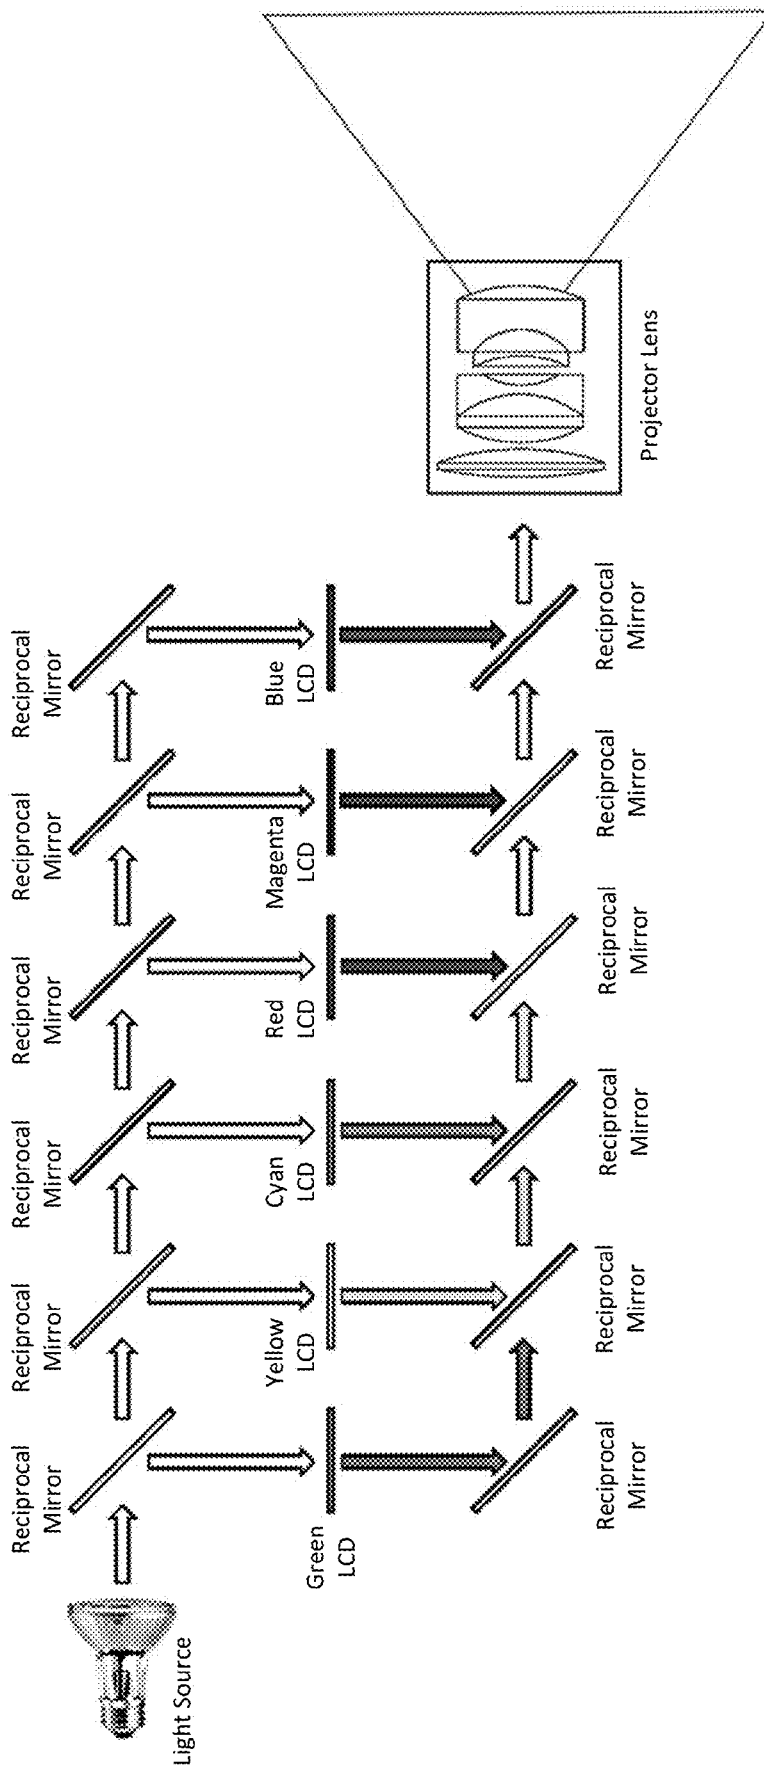 Light Source
Reciprocal
Mirror
Reciprocal
Mirror
Reciprocal
Mirror
Reciprocal
Mirror
Reciprocal
Mirror
Reciprocal
Mirror
Green
LCD
Yellow
LCD
Cyan
LCD
Red
LCD
Magenta
LCD
Blue
LCD
Reciprocal
Mirror
Reciprocal
Mirror
Reciprocal
Mirror
Reciprocal
Mirror
Reciprocal
Mirror
Reciprocal
Mirror
Projector Lens